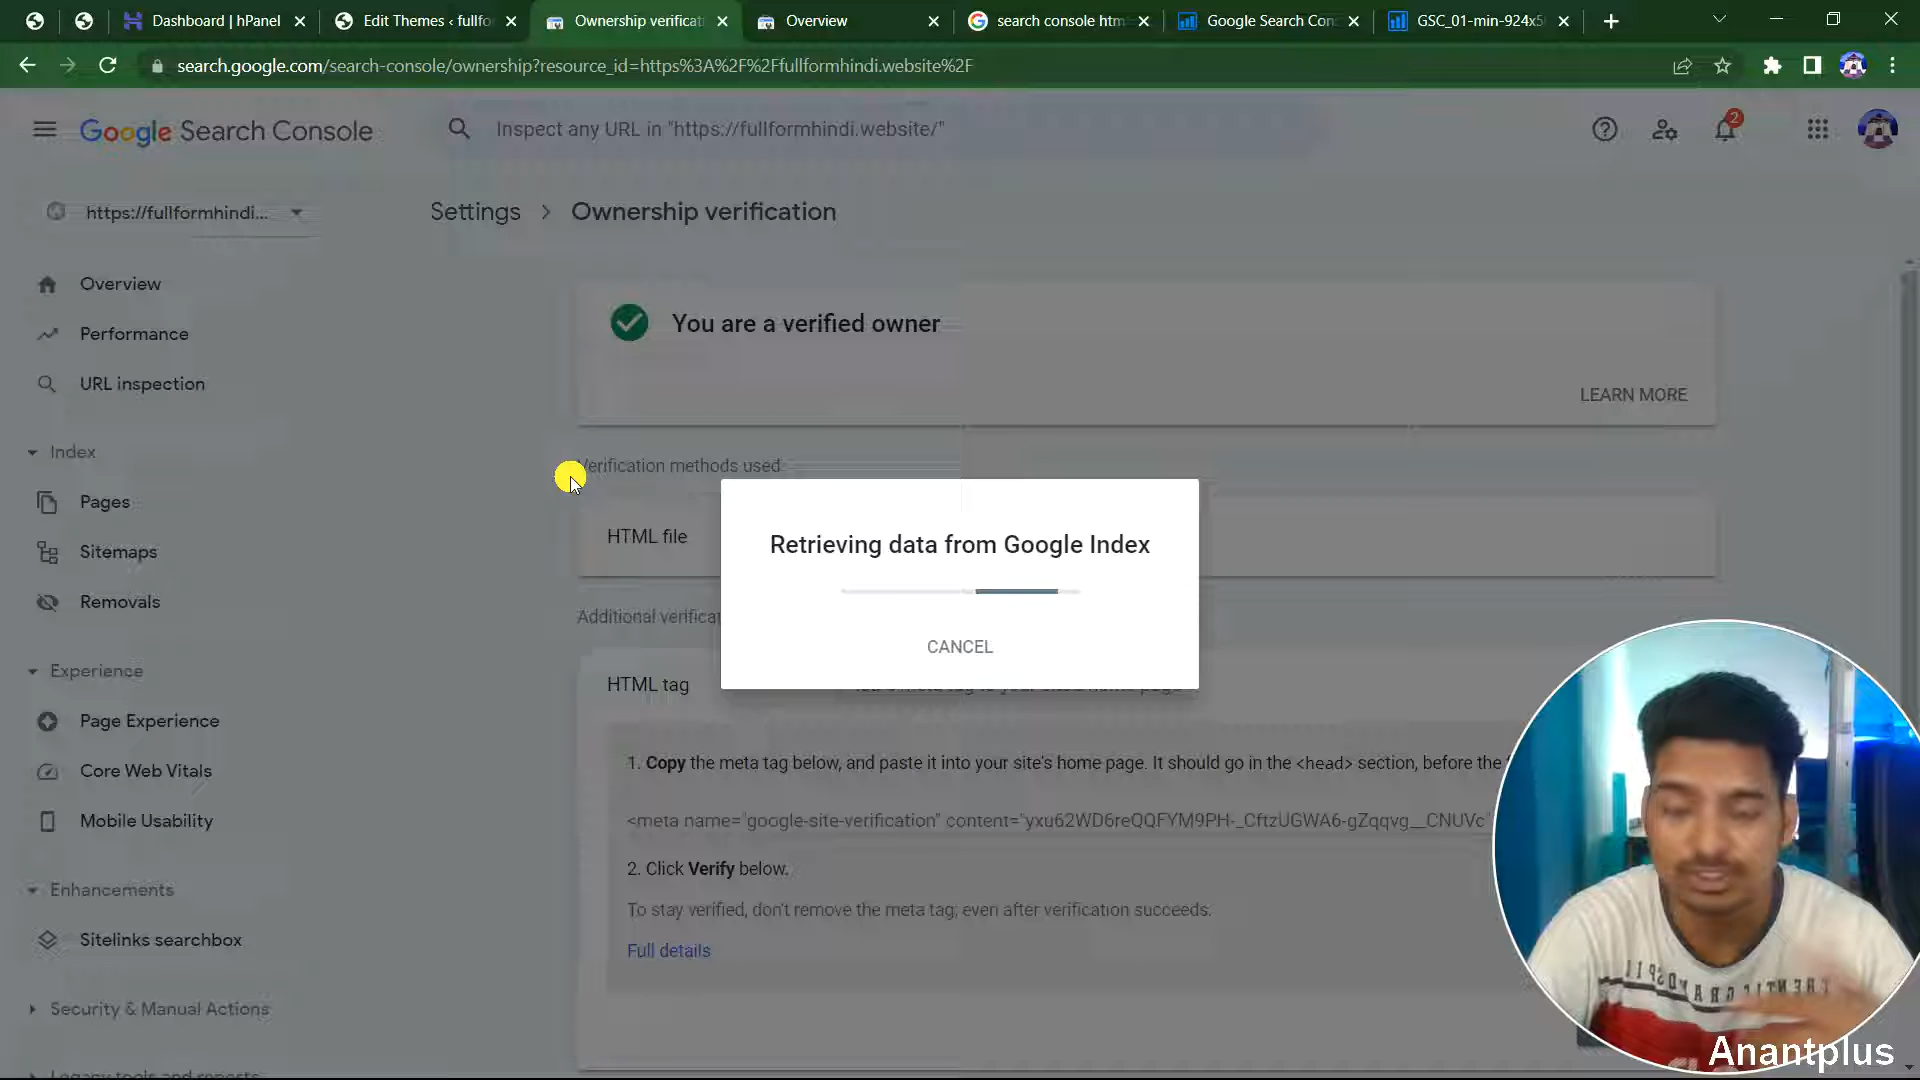 Dashboard | hPanel
Edit Themes ‹ fullfo
Ownership verificat
Overview
search console htm
Google Search Con
GSC_01-min-924x5
search.google.com/search-console/ownership?resource_id=https%3A%2F%2Ffullformhindi.website%2F
Google Search Console
Inspect any URL in "https://fullformhindi.website/"
2
https://fullformhindi...
Settings > Ownership verification
Overview
Performance
URL inspection
Index
Pages
Sitemaps
Removals
Experience
Page Experience
Core Web Vitals
Mobile Usability
Enhancements
Sitelinks searchbox
Security & Manual Actions
Legacy tools and reports
You are a verified owner
LEARN MORE
Verification methods used
HTML file
Additional verificat
Retrieving data from Google Index
CANCEL
HTML tag
1. Copy the meta tag below, and paste it into your site's home page. It should go in the <head> section, before the
<meta name="google-site-verification" content="yxu62WD6reQQFYM9PH-_CftzUGWA6-gZqqvg__CNUVc"
2. Click Verify below.
To stay verified, don't remove the meta tag, even after verification succeeds.
Full details
Anantplus